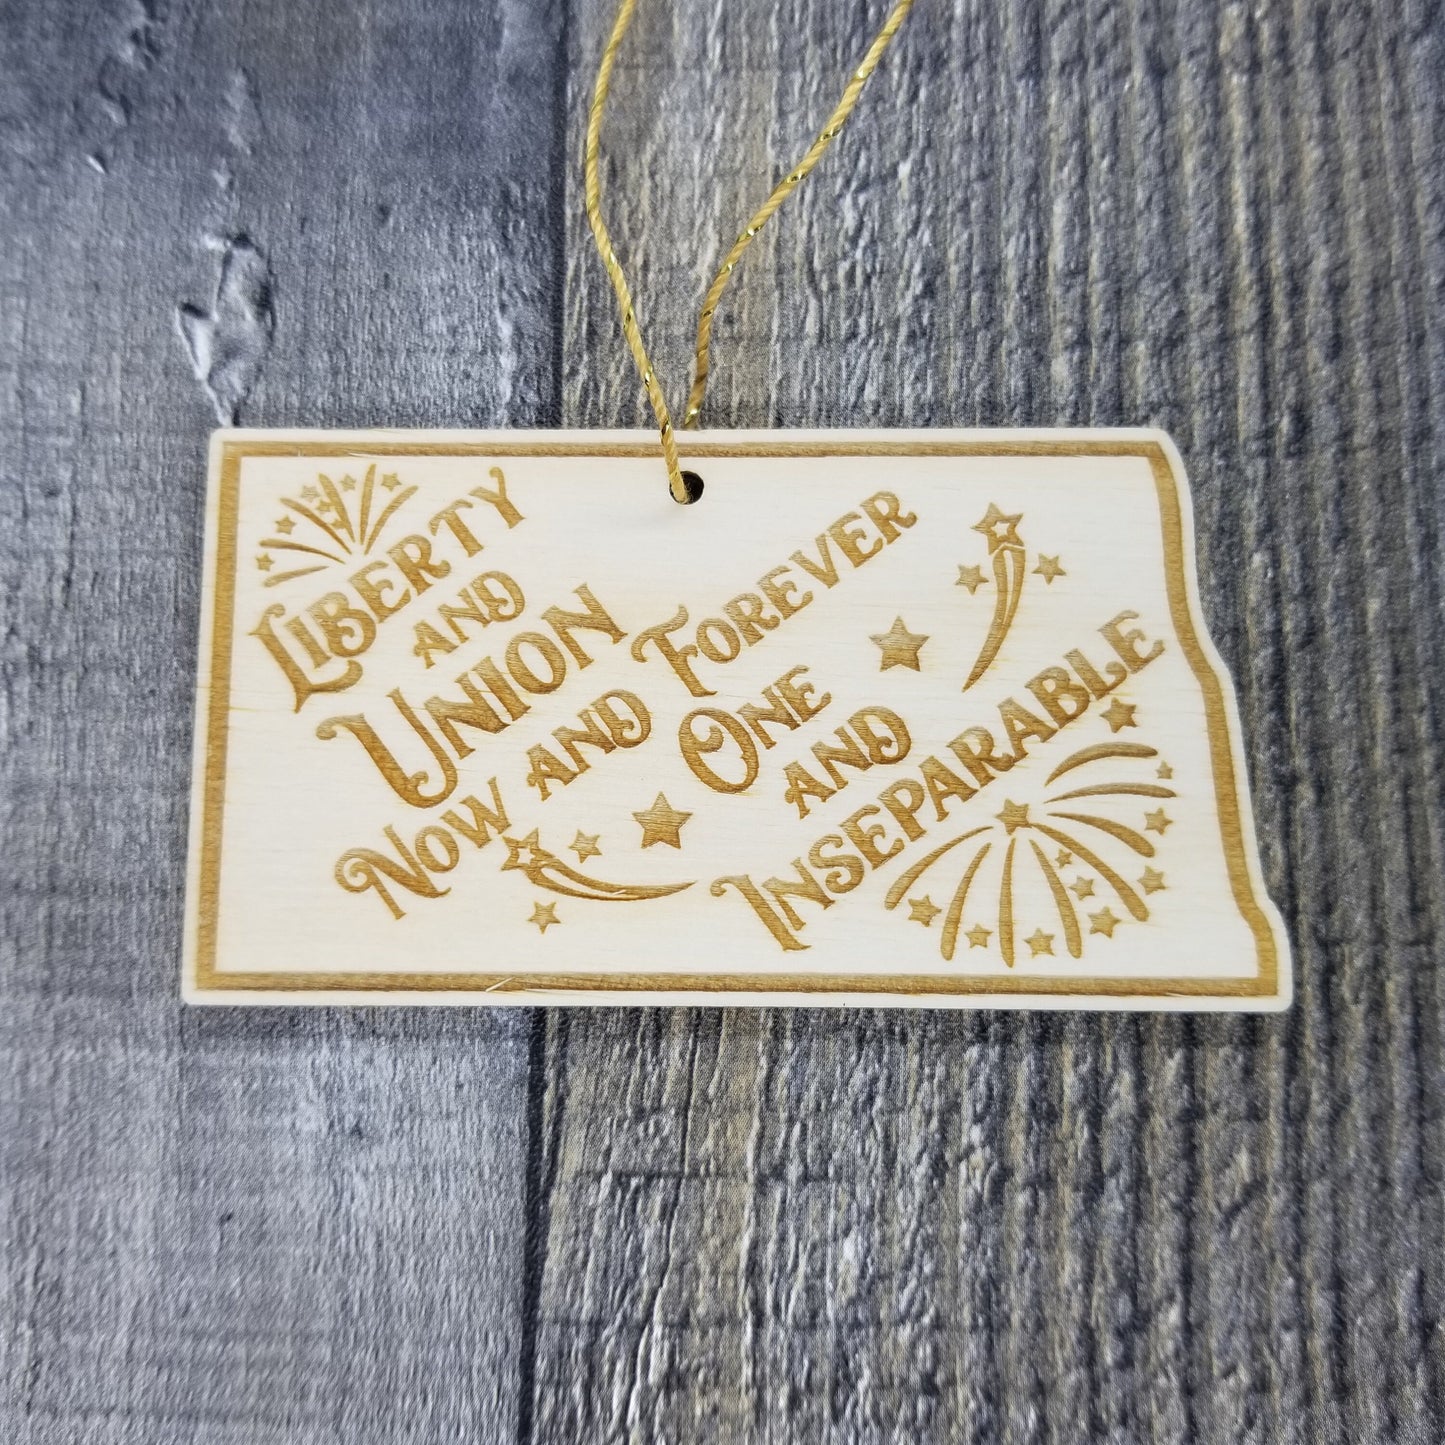 Liberty
and
Union
Now and Forever
One
and
Inseparable